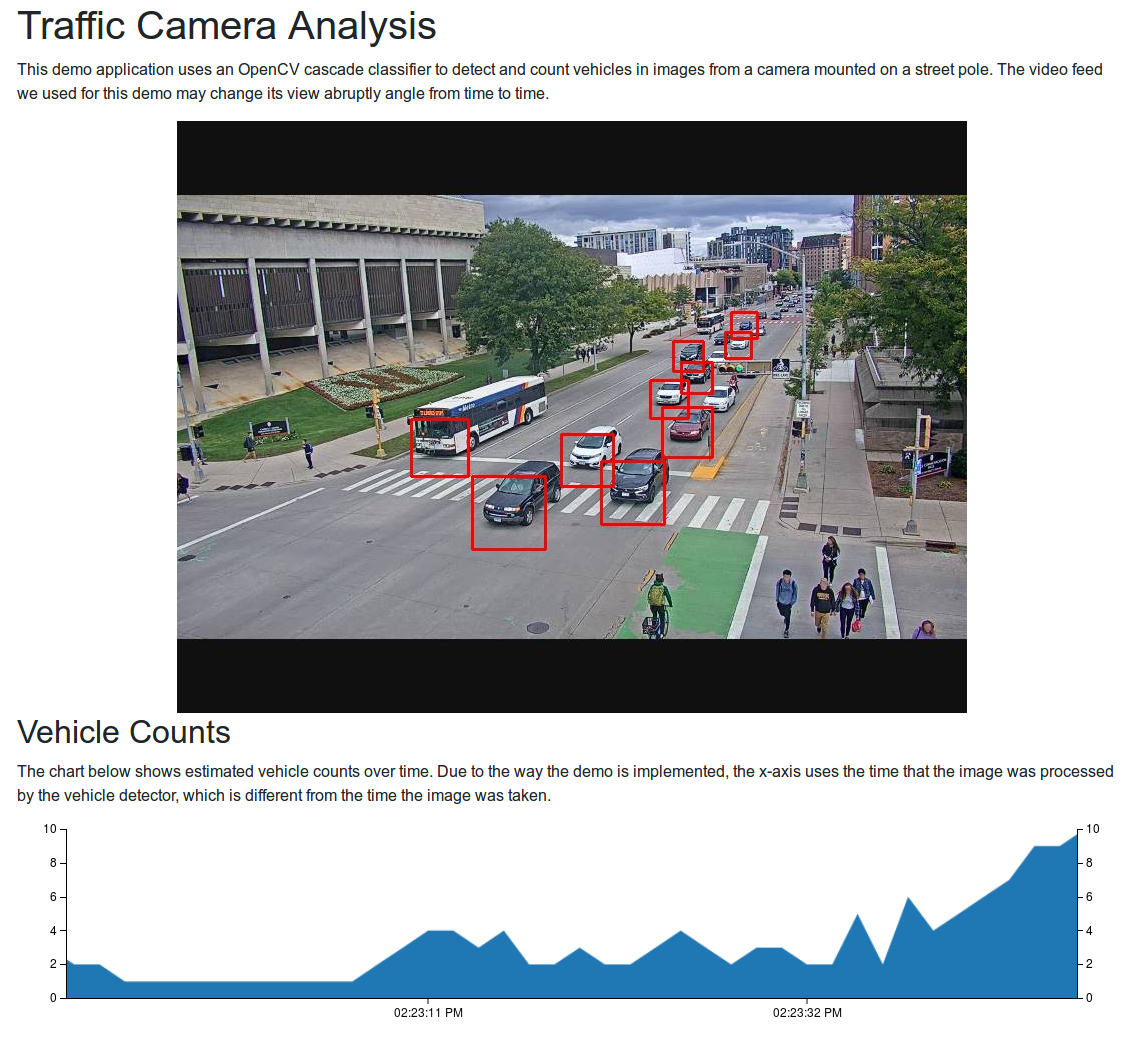 Traffic Camera Analysis
This demo application uses an OpenCV cascade classifier to detect and count vehicles in images from a camera mounted on a street pole. The video feed
we used for this demo may change its view abruptly angle from time to time.
Metro
Vehicle Counts
The chart below shows estimated vehicle counts over time. Due to the way the demo is implemented, the x-axis uses the time that the image was processed
by the vehicle detector, which is different from the time the image was taken.
10 10
8 8
6 6
4 4
2 2
0 0
02:23:11 PM 02:23:32 PM